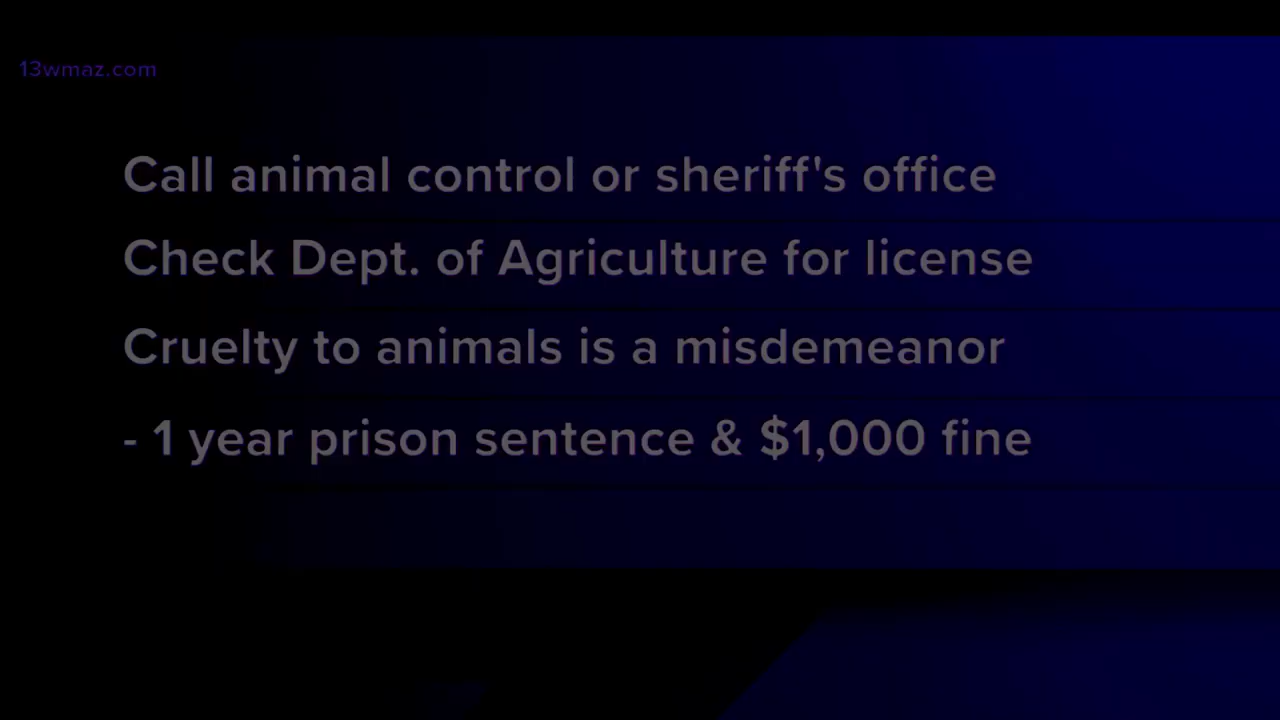 13wmaz.com
Call animal control or sheriff's office
Check Dept. of Agriculture for license
Cruelty to animals is a misdemeanor
- 1 year prison sentence & $1,000 fine